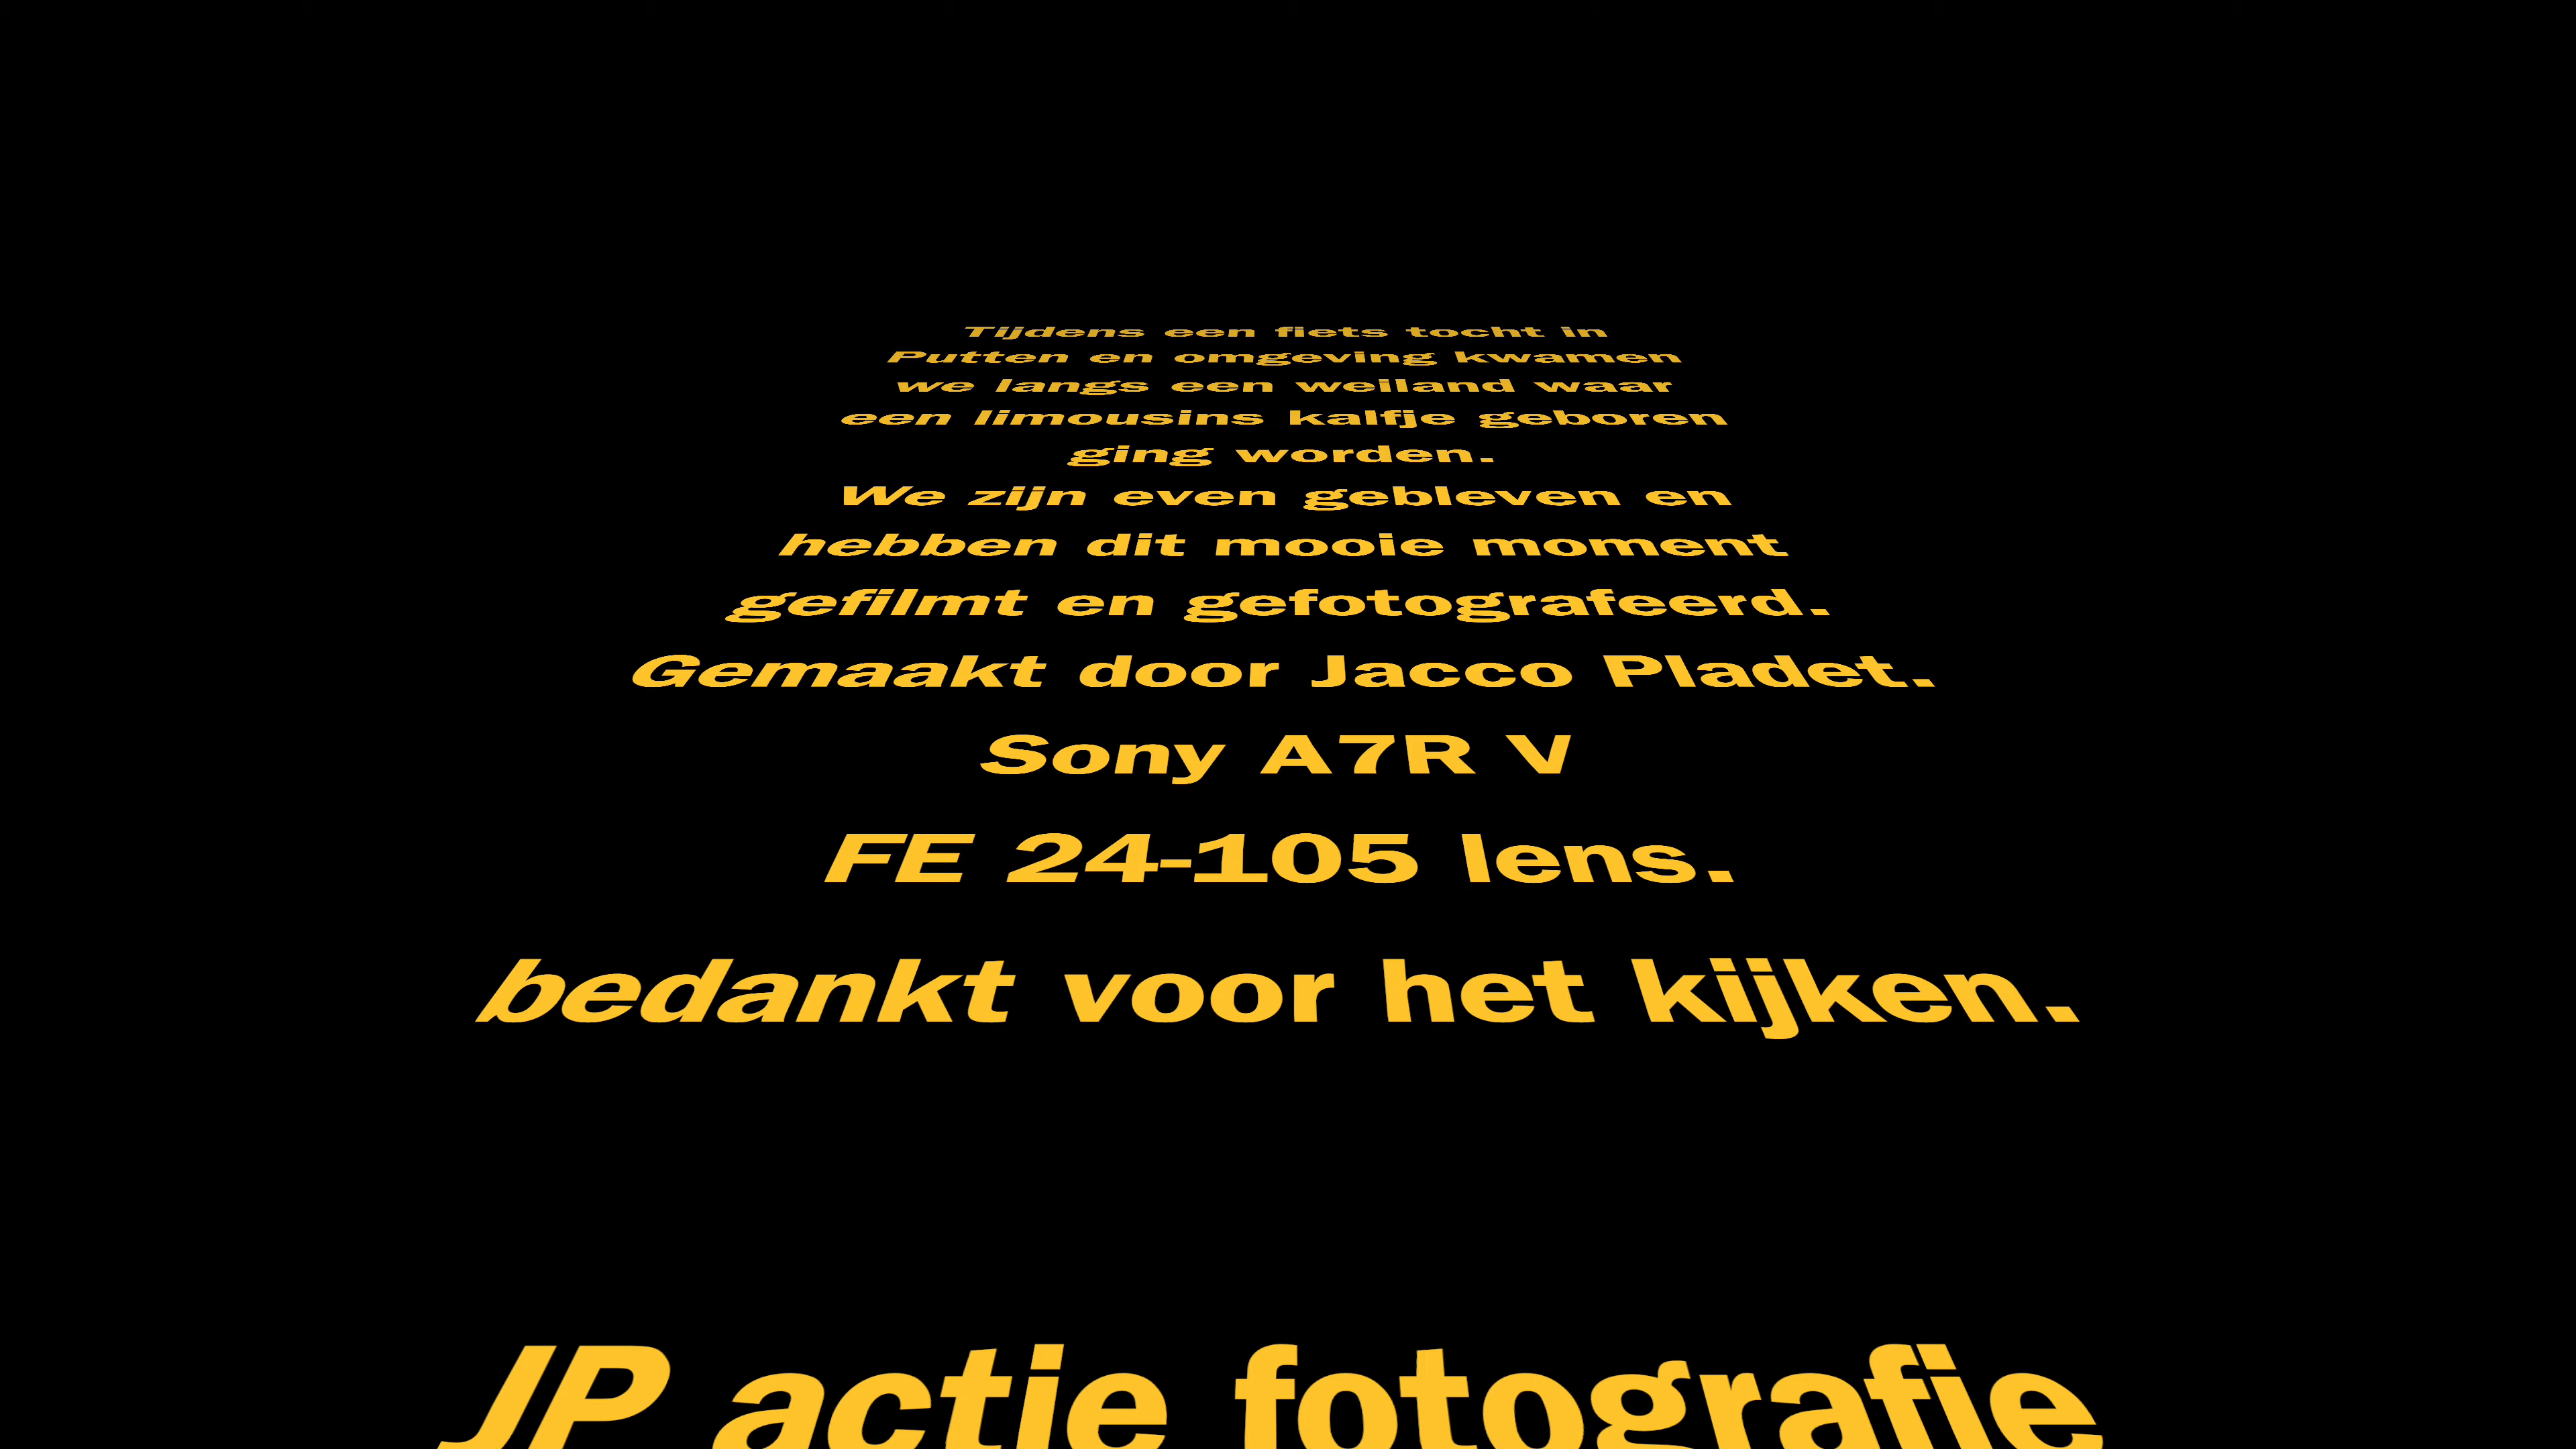 Tijdens een fiets tocht in
Putten en omgeving kwamen
we langs een weiland waar
een limousins kalfje geboren
ging worden.
We zijn even gebleven en
hebben dit mooie moment
gefilmt en gefotografeerd.
Gemaakt door Jacco Pladet.
Sony A7R V
FE 24-105 lens.
bedankt voor het kijken.
JP actie fotografie